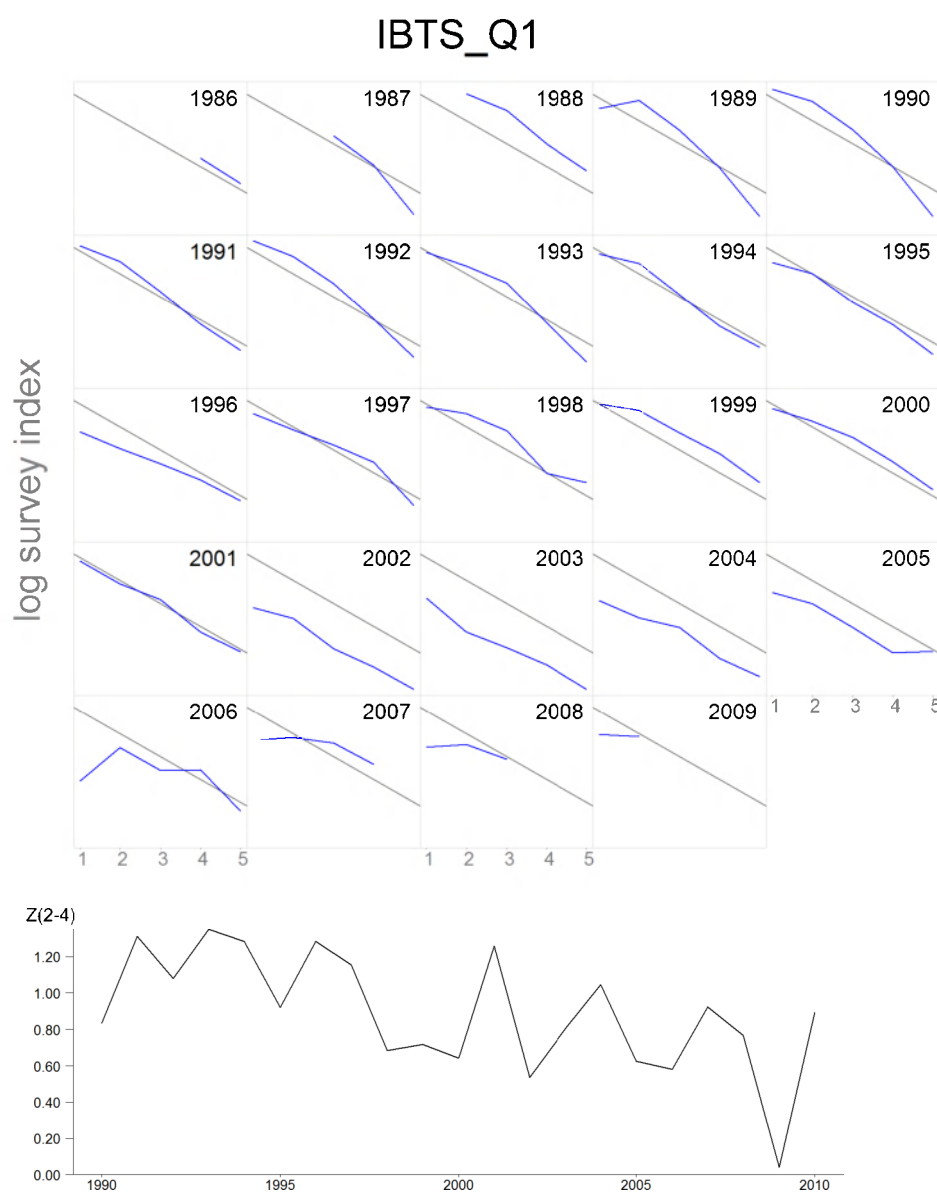 IBTS_Q1
1986 1987 1988 1989 1990
1991 1992 1993 1994 1995
log survey index
1996 1997 1998 1999 2000
2001 2002 2003 2004 2005
1 2 3 4 5
2006 2007 2008 2009
1 2 3 4 5 1 2 3 4 5
Z(2-4)
1.20
1.00
0.80
0.60
0.40
0.20
0.00
1990 1995 2000 2005 2010